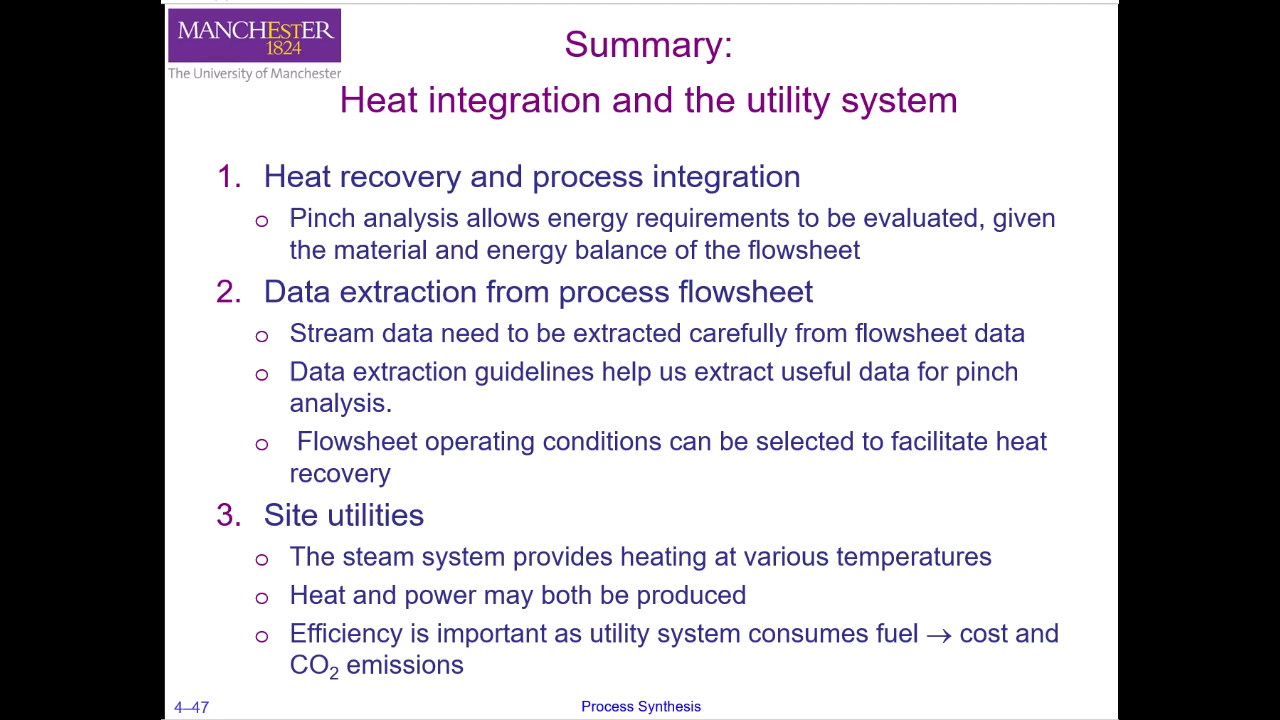 MANCHESTER
1824
The University of Manchester
Summary:
Heat integration and the utility system
1. Heat recovery and process integration
o Pinch analysis allows energy requirements to be evaluated, given
the material and energy balance of the flowsheet
2. Data extraction from process flowsheet
o Stream data need to be extracted carefully from flowsheet data
o Data extraction guidelines help us extract useful data for pinch
analysis.
o Flowsheet operating conditions can be selected to facilitate heat
recovery
3. Site utilities
o The steam system provides heating at various temperatures
o Heat and power may both be produced
o Efficiency is important as utility system consumes fuel → cost and
CO₂ emissions
4–47
Process Synthesis